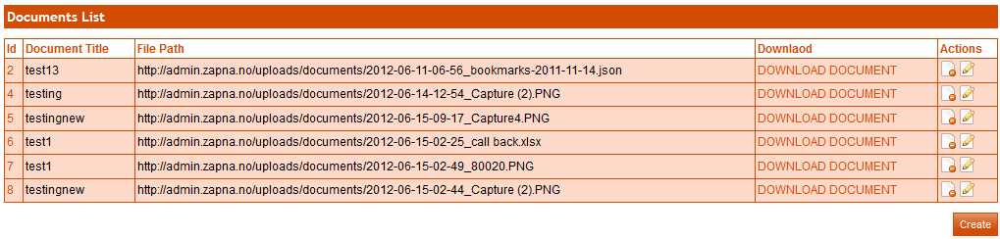 Documents List
Id Document Title File Path Downlaod Actions
2 test13 http://admin.zapna.no/uploads/documents/2012-06-11-06-56_bookmarks-2011-11-14.json DOWNLOAD DOCUMENT
4 testing http://admin.zapna.no/uploads/documents/2012-06-14-12-54_Capture (2).PNG DOWNLOAD DOCUMENT
5 testingnew http://admin.zapna.no/uploads/documents/2012-06-15-09-17_Capture4.PNG DOWNLOAD DOCUMENT
6 test1 http://admin.zapna.no/uploads/documents/2012-06-15-02-25_call back.xlsx DOWNLOAD DOCUMENT
7 test1 http://admin.zapna.no/uploads/documents/2012-06-15-02-49_80020.PNG DOWNLOAD DOCUMENT
8 testingnew http://admin.zapna.no/uploads/documents/2012-06-15-02-44_Capture (2).PNG DOWNLOAD DOCUMENT
Create